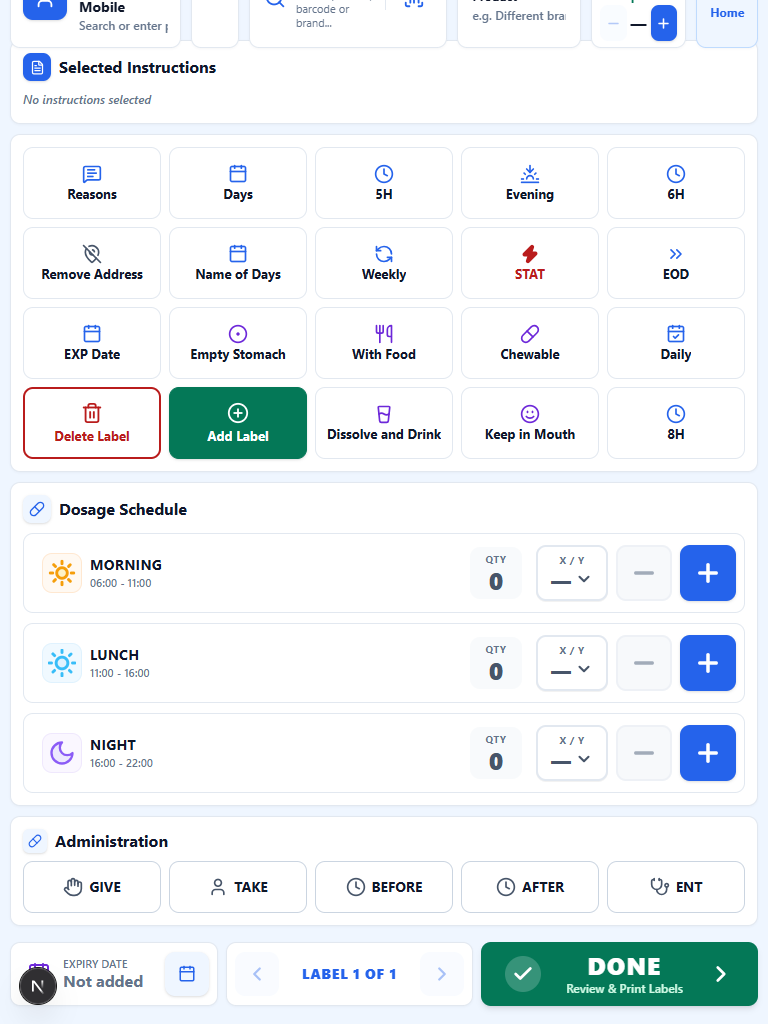 Mobile
Search or enter
barcode or
brand...
e.g. Different bra
Home
Selected Instructions
No instructions selected
Reasons
Days
5H
Evening
6H
Remove Address
Name of Days
Weekly
STAT
EOD
EXP Date
Empty Stomach
With Food
Chewable
Daily
Delete Label
Add Label
Dissolve and Drink
Keep in Mouth
8H
Dosage Schedule
MORNING
06:00 - 11:00
QTY
0
X / Y
—
LUNCH
11:00 - 16:00
QTY
0
X / Y
—
NIGHT
16:00 - 22:00
QTY
0
X / Y
—
Administration
GIVE
TAKE
BEFORE
AFTER
ENT
EXPIRY DATE
Not added
N
LABEL 1 OF 1
DONE
Review & Print Labels